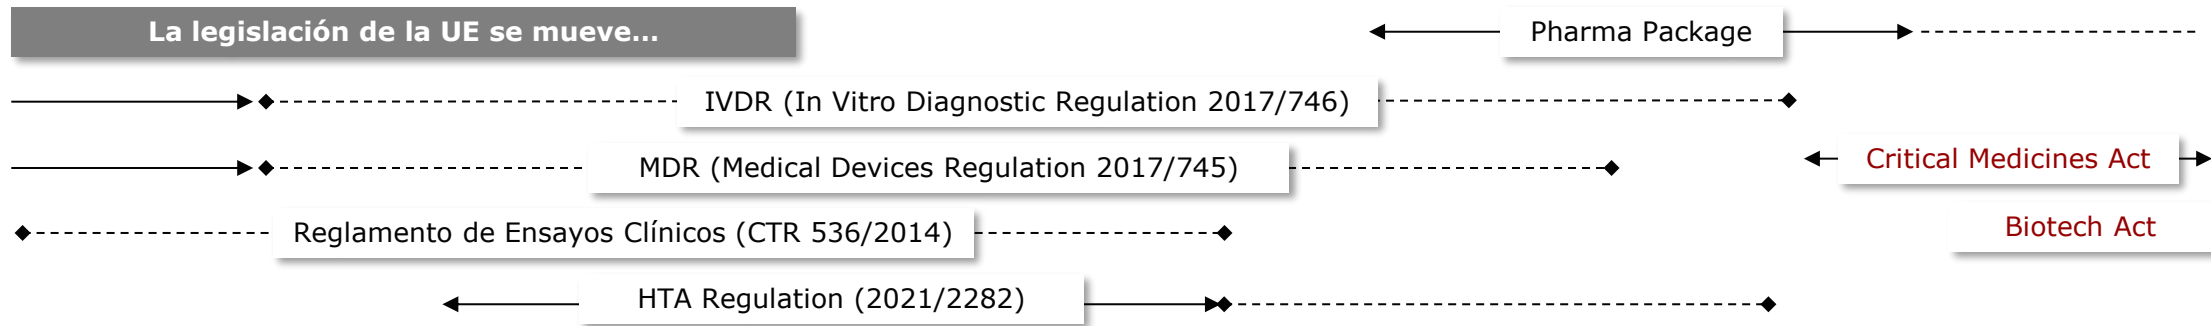 La legislación de la UE se mueve...
Pharma Package
IVDR (In Vitro Diagnostic Regulation 2017/746)
MDR (Medical Devices Regulation 2017/745)
Critical Medicines Act
Reglamento de Ensayos Clínicos (CTR 536/2014)
Biotech Act
HTA Regulation (2021/2282)